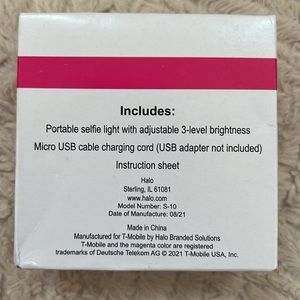 Includes:
Portable selfie light with adjustable 3-level brightness
Micro USB cable charging cord (USB adapter not included)
Instruction sheet
Halo
Sterling, IL 61081
www.halo.com
Model Number: S-10
Date of Manufacture: 08/21
Made in China
Manufactured for T-Mobile by Halo Branded Solutions
T-Mobile and the magenta color are registered
trademarks of Deutsche Telekom AG © 2021 T-Mobile USA, Inc.